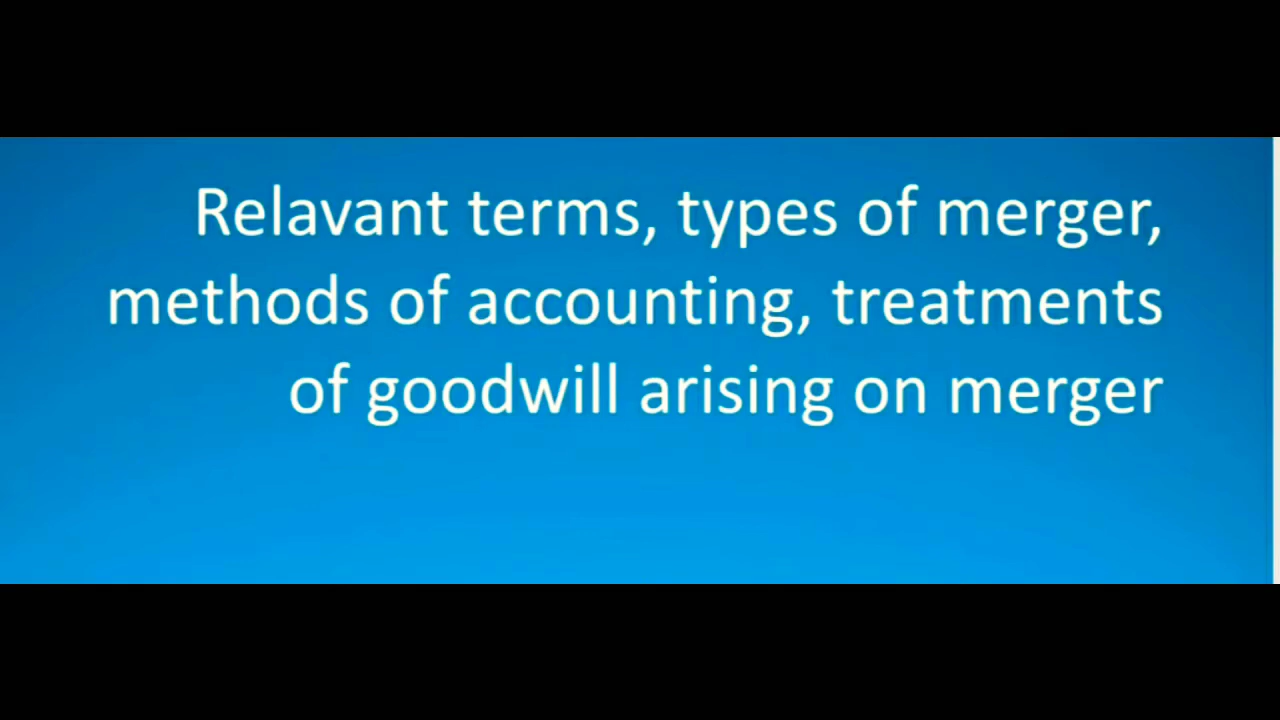 Relavant terms, types of merger,
methods of accounting, treatments
of goodwill arising on merger